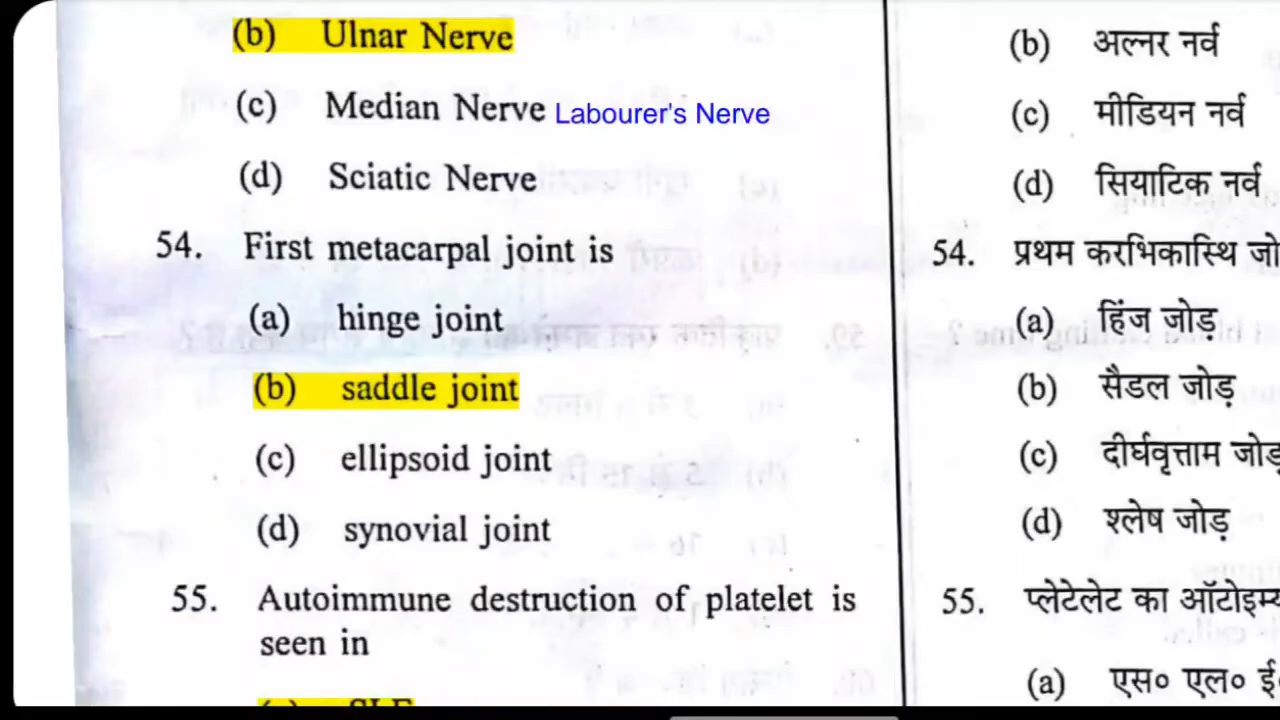 (b) Ulnar Nerve
(c) Median Nerve Labourer's Nerve
(d) Sciatic Nerve
54. First metacarpal joint is
(a) hinge joint
(b) saddle joint
(c) ellipsoid joint
(d) synovial joint
55. Autoimmune destruction of platelet is
seen in
(b) अल्नर नर्व
(c) मीडियन नर्व
(d) सियाटिक नर्व
54. प्रथम करभिकास्थि
(a) हिंज जोड़
(b) सैडल जोड़
(c) दीर्घवृत्ताम जोड़
(d) श्लेष जोड़
55. प्लेटेलेट का
(a) एस० एल०